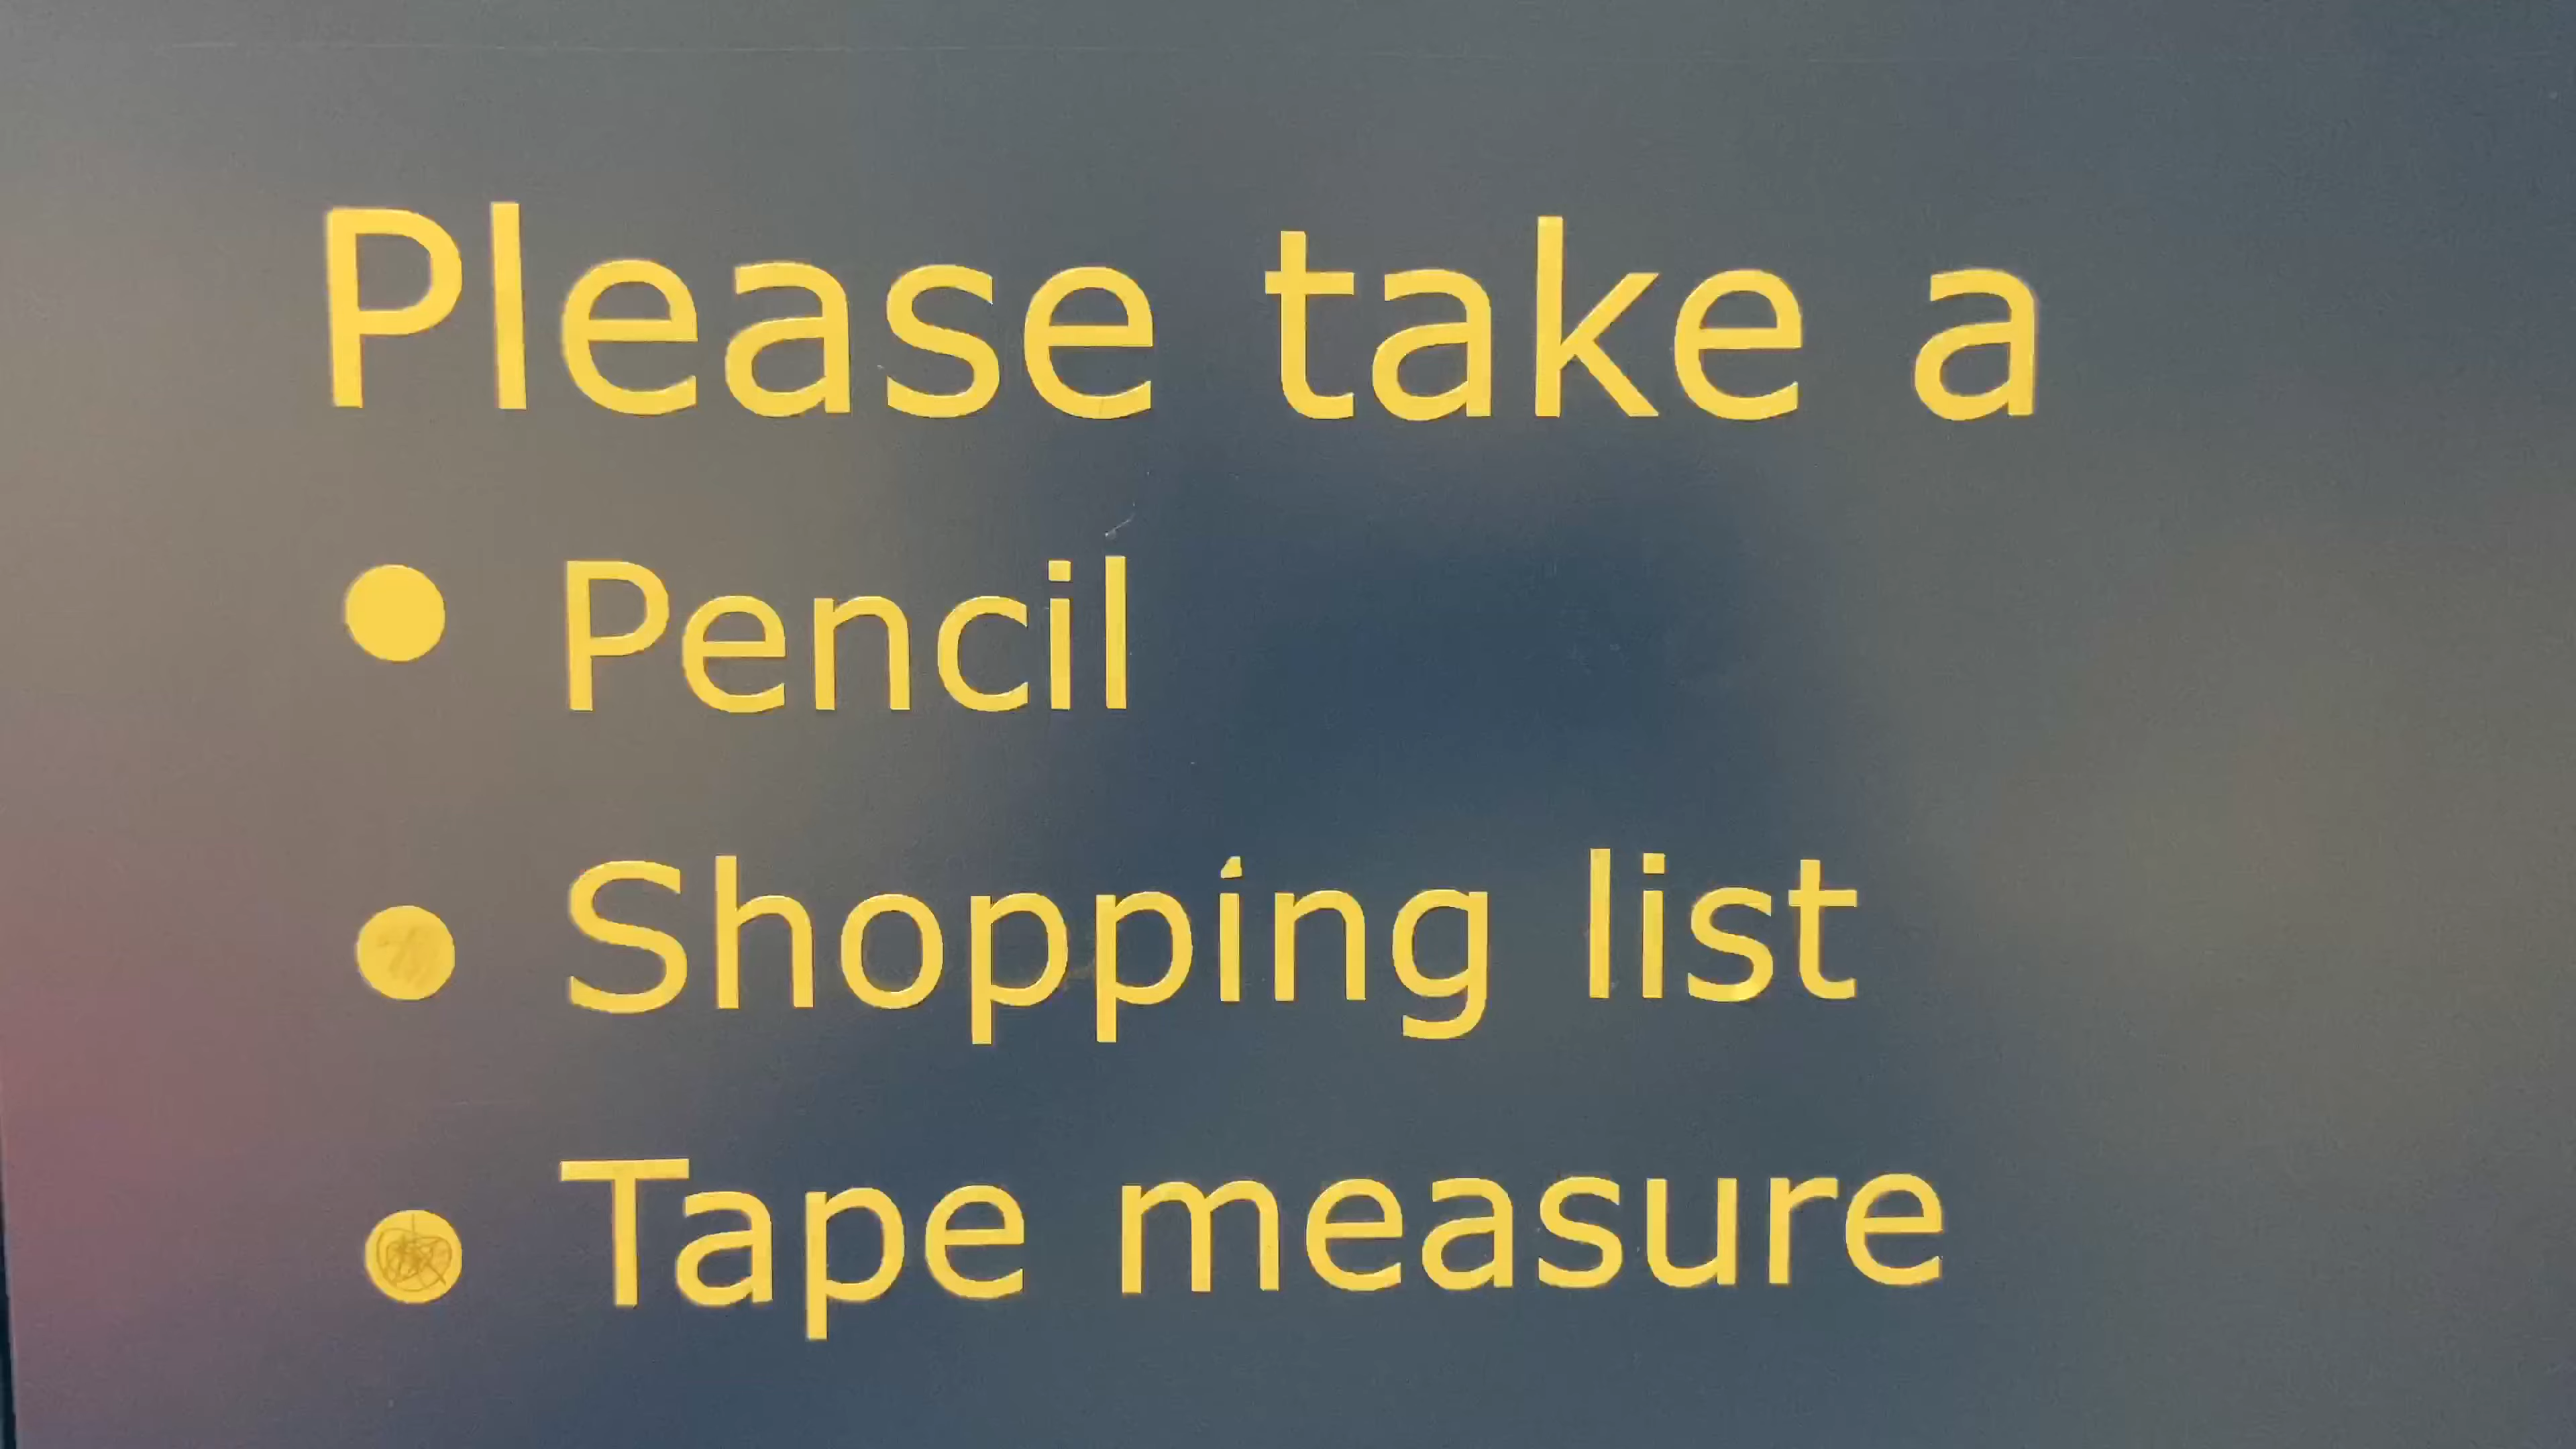 Please take a
• Pencil
• Shopping list
• Tape measure